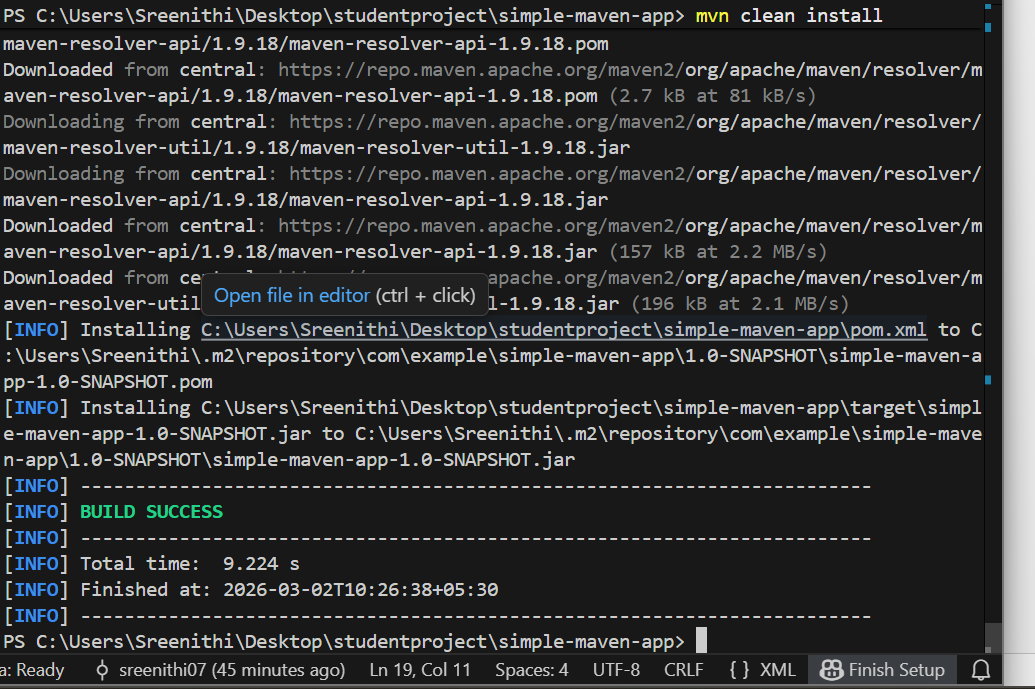 PS C:\Users\Sreenithi\Desktop\studentproject\simple-maven-app> mvn clean install
maven-resolver-api/1.9.18/maven-resolver-api-1.9.18.pom
Downloaded from central: https://repo.maven.apache.org/maven2/org/apache/maven/resolver/m
aven-resolver-api/1.9.18/maven-resolver-api-1.9.18.pom (2.7 kB at 81 kB/s)
Downloading from central: https://repo.maven.apache.org/maven2/org/apache/maven/resolver/
maven-resolver-util/1.9.18/maven-resolver-util-1.9.18.jar
Downloading from central: https://repo.maven.apache.org/maven2/org/apache/maven/resolver/
maven-resolver-api/1.9.18/maven-resolver-api-1.9.18.jar
Downloaded from central: https://repo.maven.apache.org/maven2/org/apache/maven/resolver/m
aven-resolver-api/1.9.18/maven-resolver-api-1.9.18.jar (157 kB at 2.2 MB/s)
Downloaded from ce apache.org/maven2/org/apache/maven/resolver/m
Open file in editor (ctrl + click)
aven-resolver-util l-1.9.18.jar (196 kB at 2.1 MB/s)
[INFO] Installing C:\Users\Sreenithi\Desktop\studentproject\simple-maven-app\pom.xml to C
:\Users\Sreenithi\.m2\repository\com\example\simple-maven-app\1.0-SNAPSHOT\simple-maven-a
pp-1.0-SNAPSHOT.pom
[INFO] Installing C:\Users\Sreenithi\Desktop\studentproject\simple-maven-app\target\simpl
e-maven-app-1.0-SNAPSHOT.jar to C:\Users\Sreenithi\.m2\repository\com\example\simple-mave
n-app\1.0-SNAPSHOT\simple-maven-app-1.0-SNAPSHOT.jar
[INFO] ------------------------------------------------------------------------
[INFO] BUILD SUCCESS
[INFO] ------------------------------------------------------------------------
[INFO] Total time:  9.224 s
[INFO] Finished at: 2026-03-02T10:26:38+05:30
[INFO] ------------------------------------------------------------------------
PS C:\Users\Sreenithi\Desktop\studentproject\simple-maven-app>
a: Ready sreenithi07 (45 minutes ago) Ln 19, Col 11 Spaces: 4 UTF-8 CRLF {} XML Finish Setup